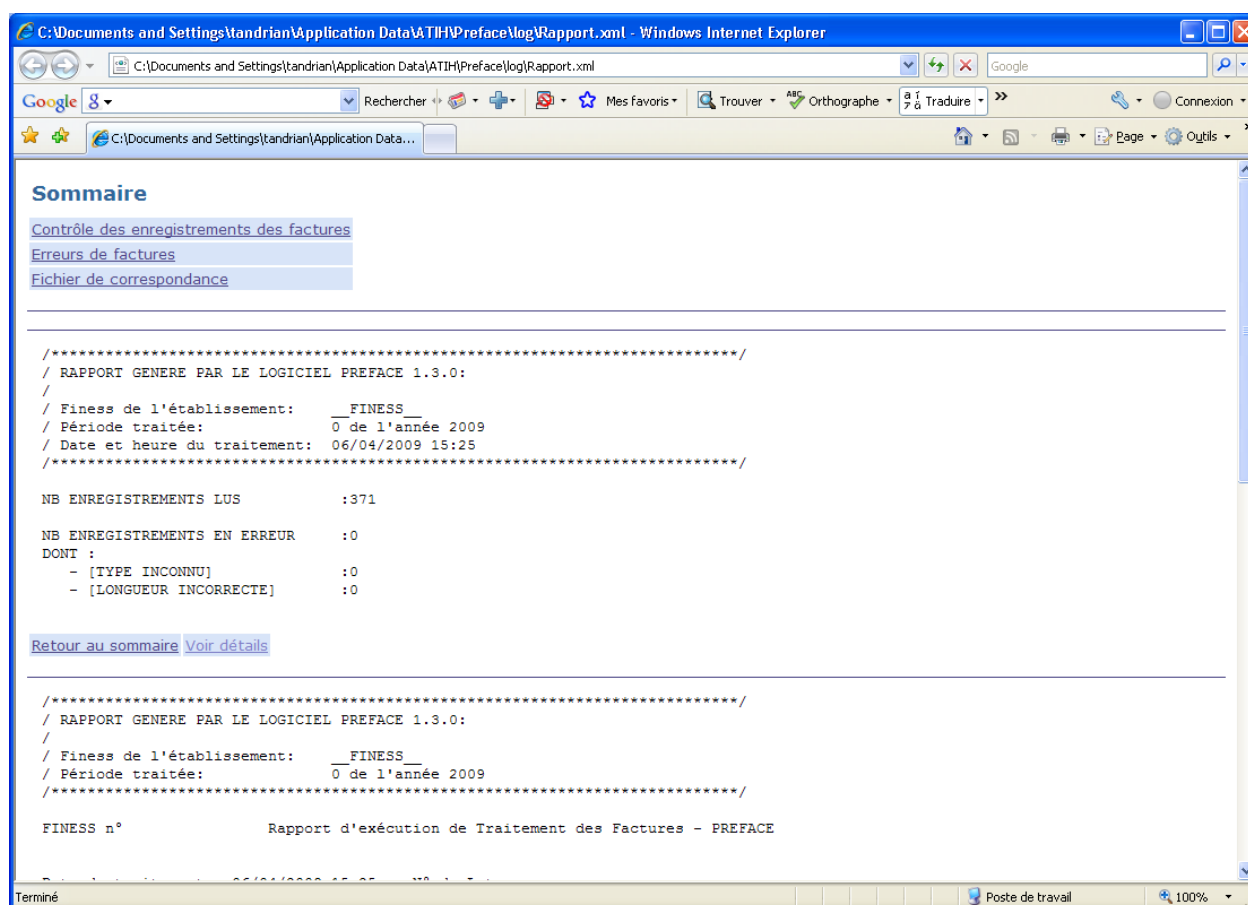 C:\Documents and Settings\tandrian\Application Data\ATIH\Preface\log\Rapport.xml - Windows Internet Explorer
C:\Documents and Settings\tandrian\Application Data\ATIH\Preface\log\Rapport.xml Google
Google Rechercher Mes favoris Trouver ABC Orthographe Traduire » Connexion
C:\Documents and Settings\tandrian\Application Data... Page Outils
Sommaire
Contrôle des enregistrements des factures
Erreurs de factures
Fichier de correspondance
/****************************************************************************/
/ RAPPORT GENERE PAR LE LOGICIEL PREFACE 1.3.0:
/
/ Finess de l'établissement: __FINESS__
/ Période traitée: 0 de l'année 2009
/ Date et heure du traitement: 06/04/2009 15:25
/****************************************************************************/
NB ENREGISTREMENTS LUS :371
NB ENREGISTREMENTS EN ERREUR :0
DONT :
- [TYPE INCONNU] :0
- [LONGUEUR INCORRECTE] :0
Retour au sommaire Voir détails
/****************************************************************************/
/ RAPPORT GENERE PAR LE LOGICIEL PREFACE 1.3.0:
/
/ Finess de l'établissement: __FINESS__
/ Période traitée: 0 de l'année 2009
/****************************************************************************/
FINESS n° Rapport d'exécution de Traitement des Factures - PREFACE
Terminé Poste de travail 100%